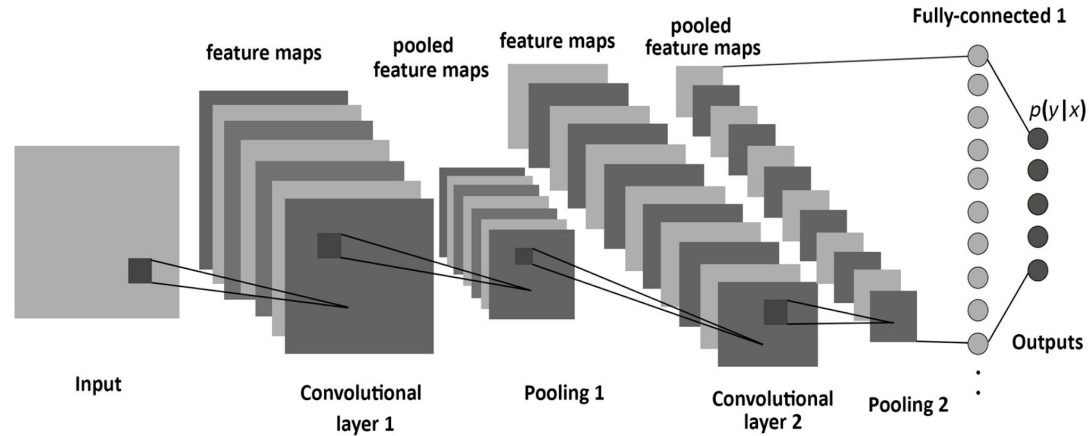 Fully-connected 1
feature maps
pooled
feature maps
feature maps
pooled
feature maps
p(y|x)
Input
Convolutional
layer 1
Pooling 1
Convolutional
layer 2
Pooling 2
Outputs